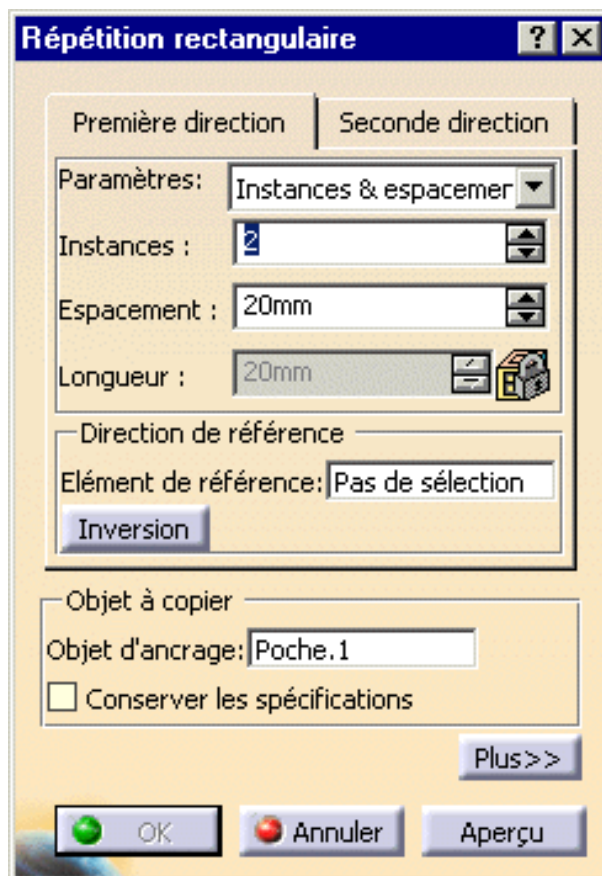 Répétition rectangulaire
Première direction Seconde direction
Paramètres: Instances & espacemer
Instances : 2
Espacement : 20mm
Longueur : 20mm
Direction de référence
Elément de référence: Pas de sélection
Inversion
Objet à copier
Objet d'ancrage: Poche.1
Conserver les spécifications
Plus>>
OK Annuler Aperçu